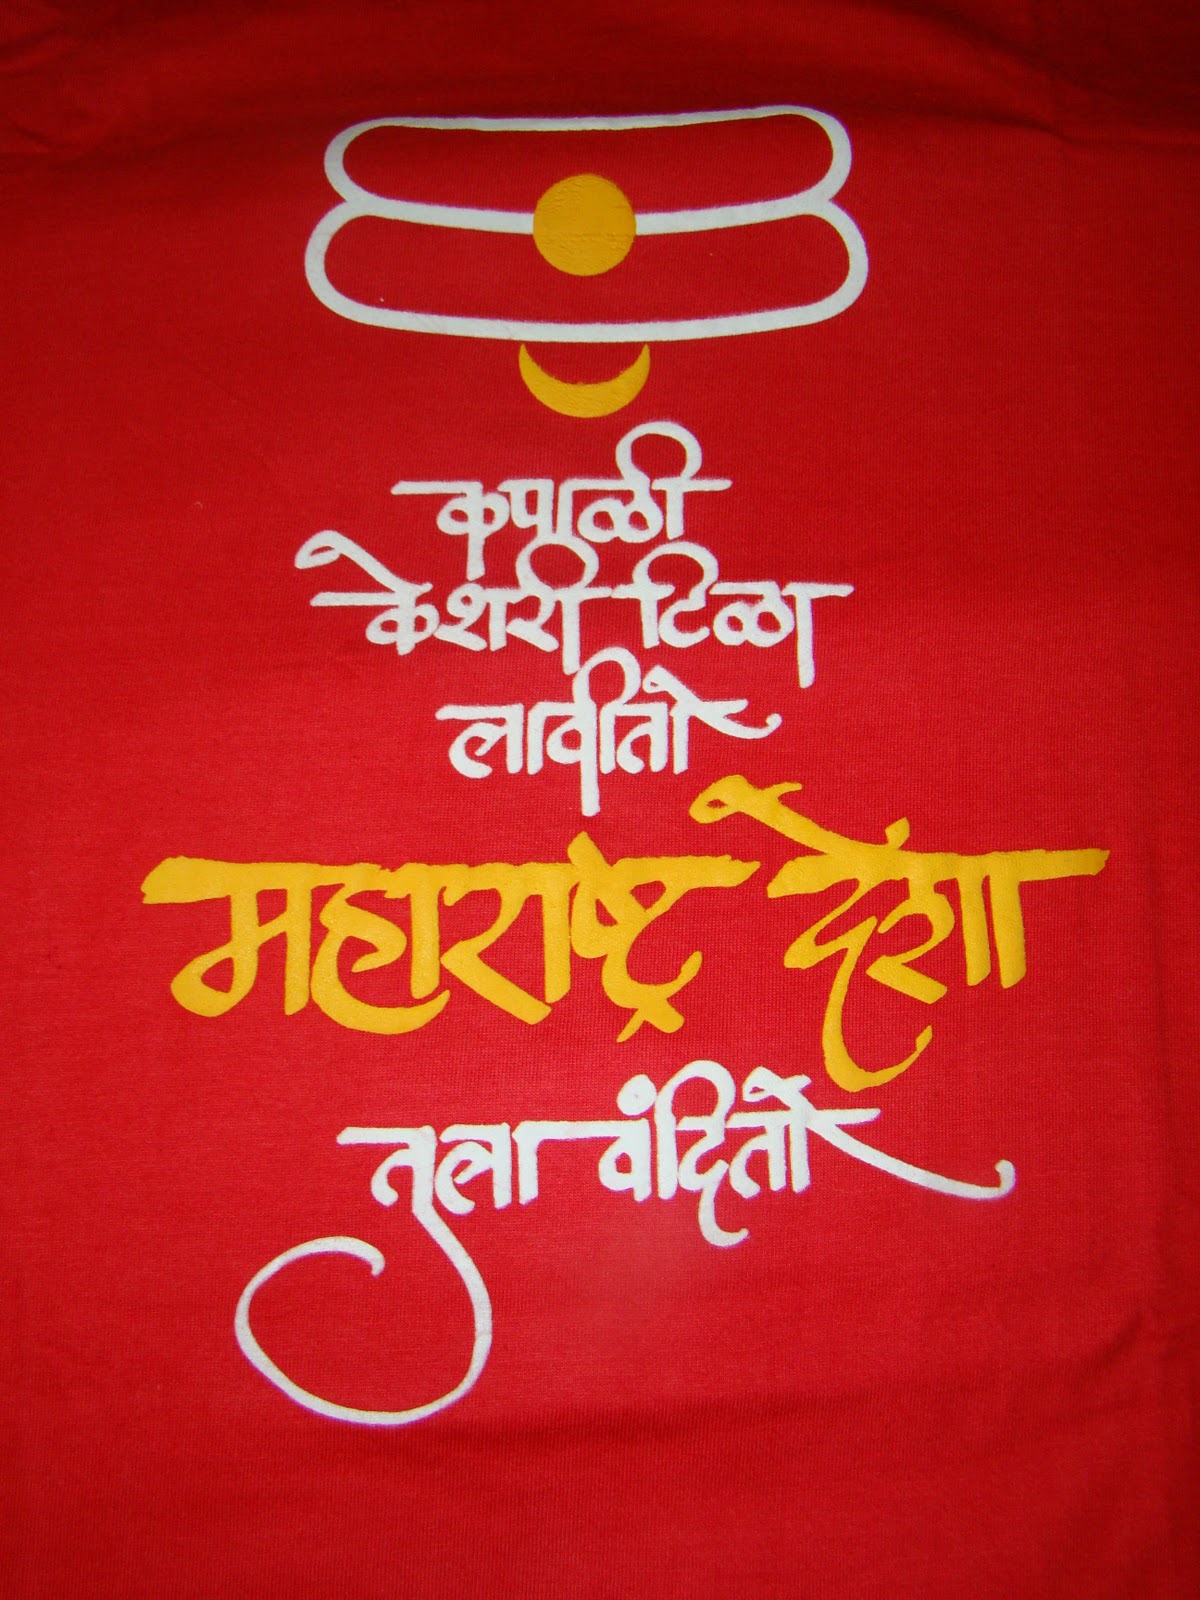 कपाळी
केशरी टिळा
लावीतो
महाराष्ट्र देशा
तुला वंदितो